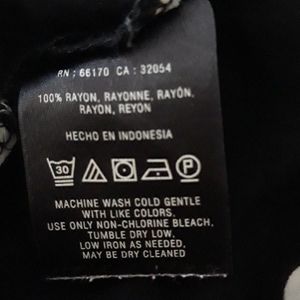 RN : 66170 CA : 32054
100% RAYON, RAYONNE, RAYÓN,
RAYON, REYON
HECHO EN INDONESIA
30 P
MACHINE WASH COLD GENTLE
WITH LIKE COLORS.
USE ONLY NON-CHLORINE BLEACH.
TUMBLE DRY LOW.
LOW IRON AS NEEDED,
MAY BE DRY CLEANED